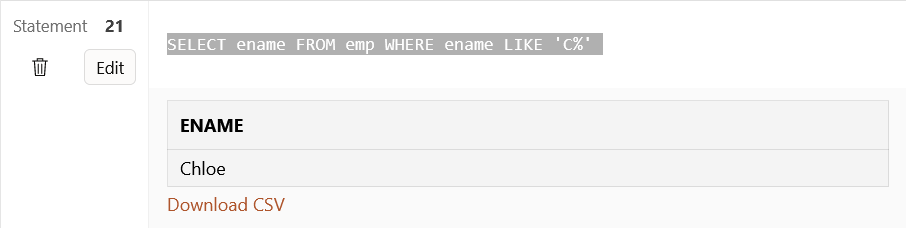 Statement 21
SELECT ename FROM emp WHERE ename LIKE 'C%'
Edit
ENAME
Chloe
Download CSV